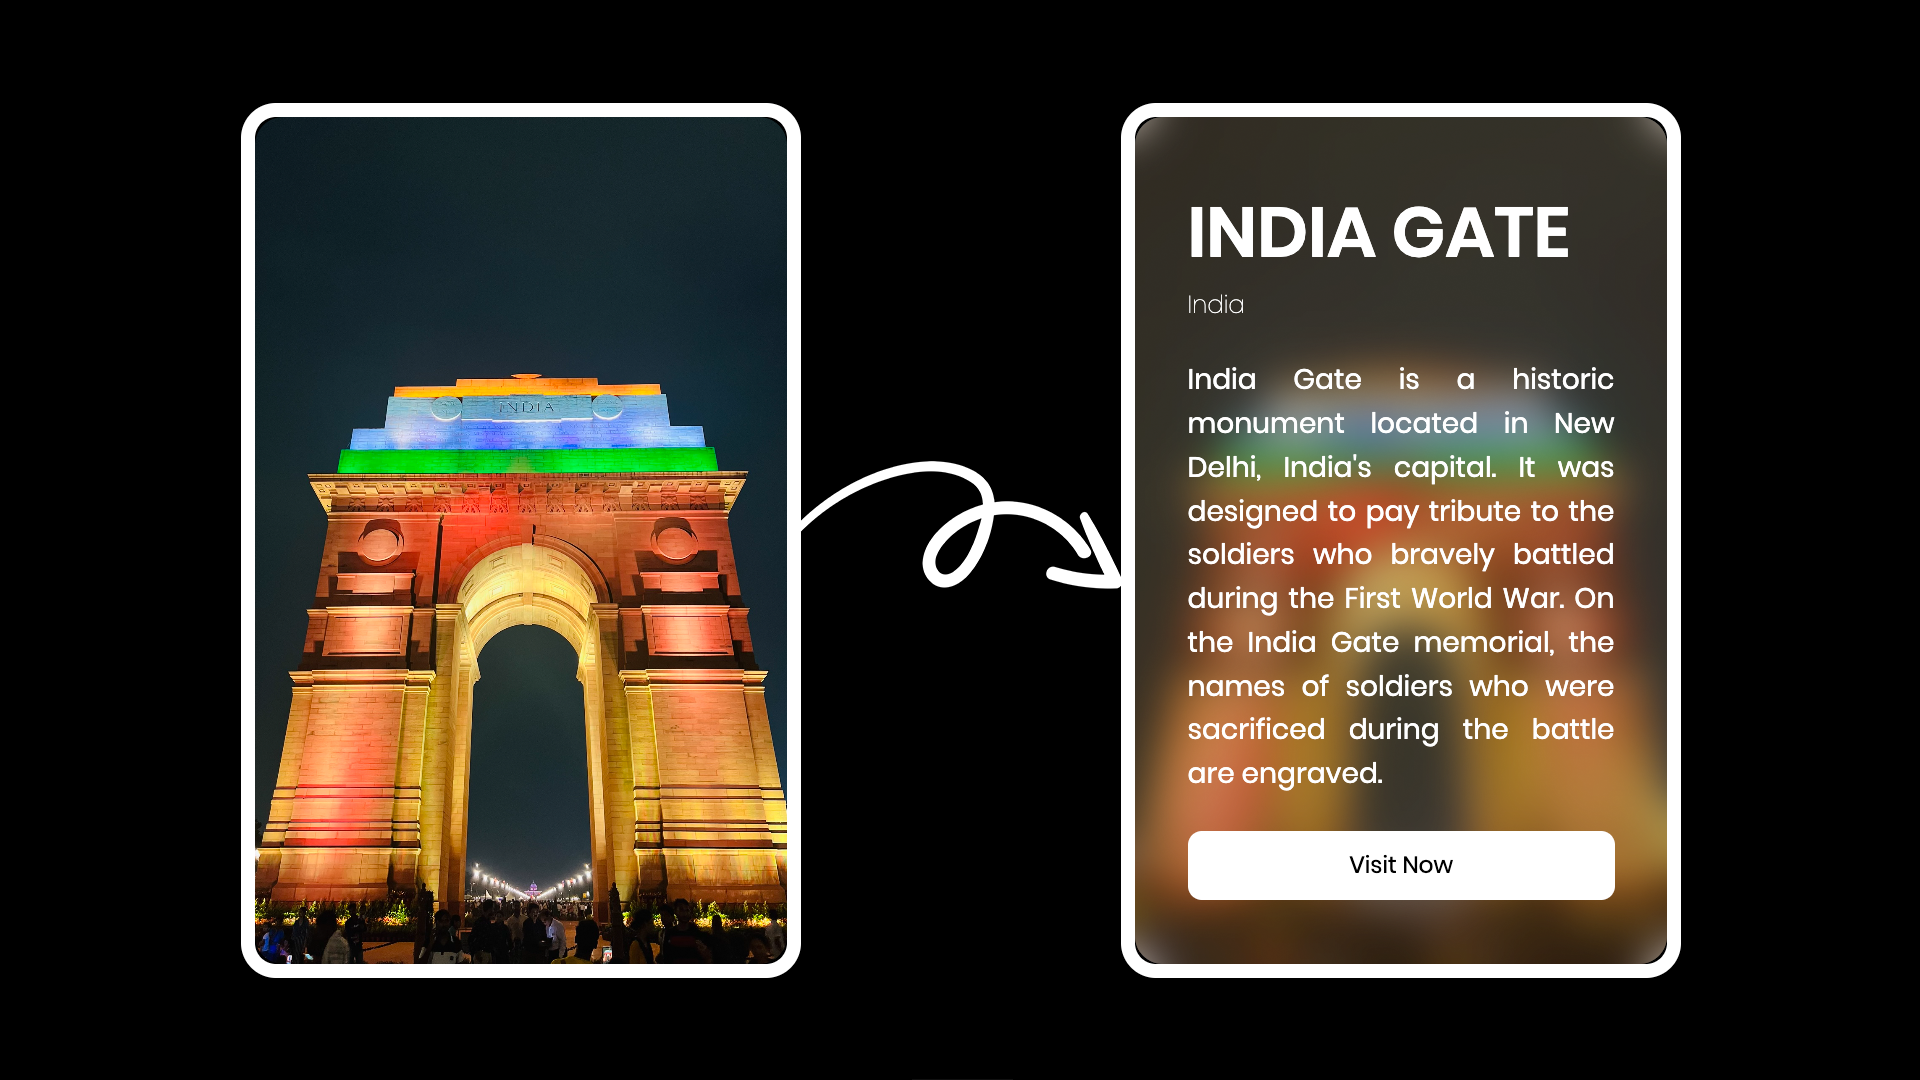 INDIA
INDIA GATE
India
India Gate is a historic
monument located in New
Delhi, India's capital. It was
designed to pay tribute to the
soldiers who bravely battled
during the First World War. On
the India Gate memorial, the
names of soldiers who were
sacrificed during the battle
are engraved.
Visit Now